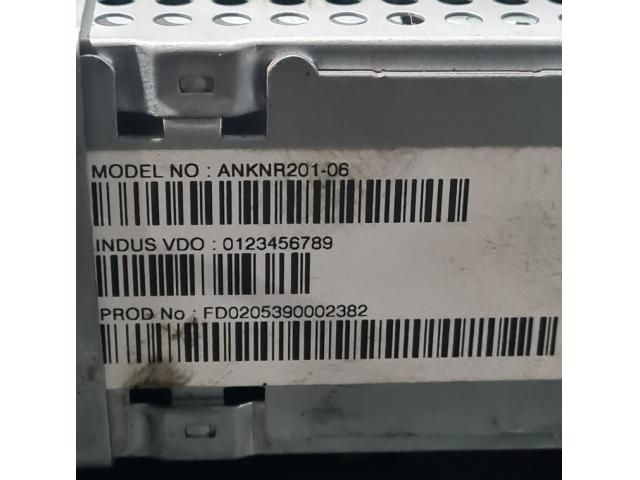 MODEL NO : ANKNR201-06
INDUS VDO : 0123456789
PROD No : FD0205390002382